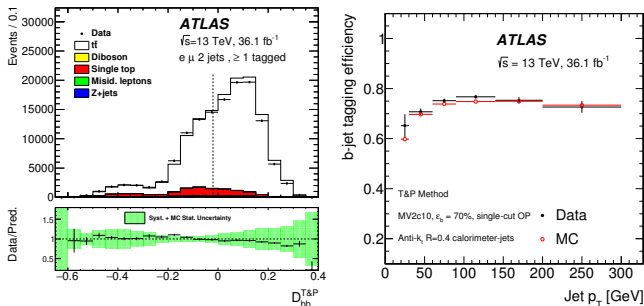 Events / 0.1
30000
25000
20000
15000
10000
5000
0
Data
tt̄
Diboson
Single top
Misid. leptons
Z+jets
ATLAS
√s=13 TeV, 36.1 fb⁻¹
e μ 2 jets , ≥ 1 tagged
Data/Pred.
1.5
1
0.5
Syst. + MC Stat. Uncertainty
−0.6 −0.4 −0.2 0 0.2 0.4
D_bb^T&P
b-jet tagging efficiency
1
0.8
0.6
0.4
0.2
ATLAS
√s = 13 TeV, 36.1 fb⁻¹
T&P Method
MV2c10, ε_b = 70%, single-cut OP
Anti-k_t R=0.4 calorimeter-jets
Data
MC
0 50 100 150 200 250 300
Jet p_T [GeV]